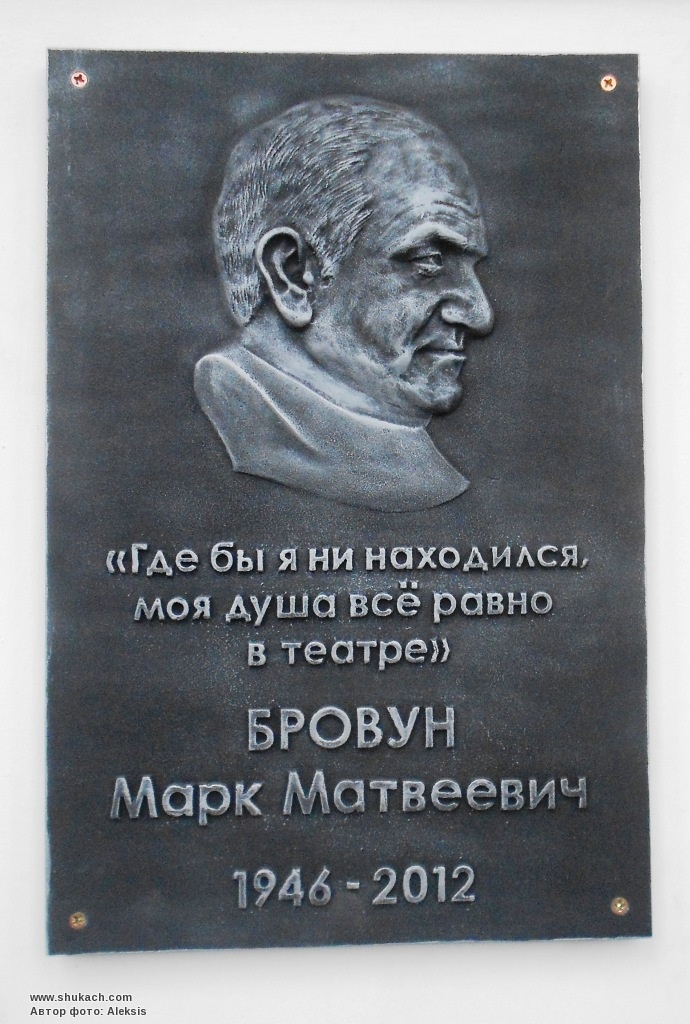 «Где бы я ни находился,
моя душа всё равно
в театре»
БРОВУН
Марк Матвеевич
1946 - 2012
www.shukach.com
Автор фото: Aleksis